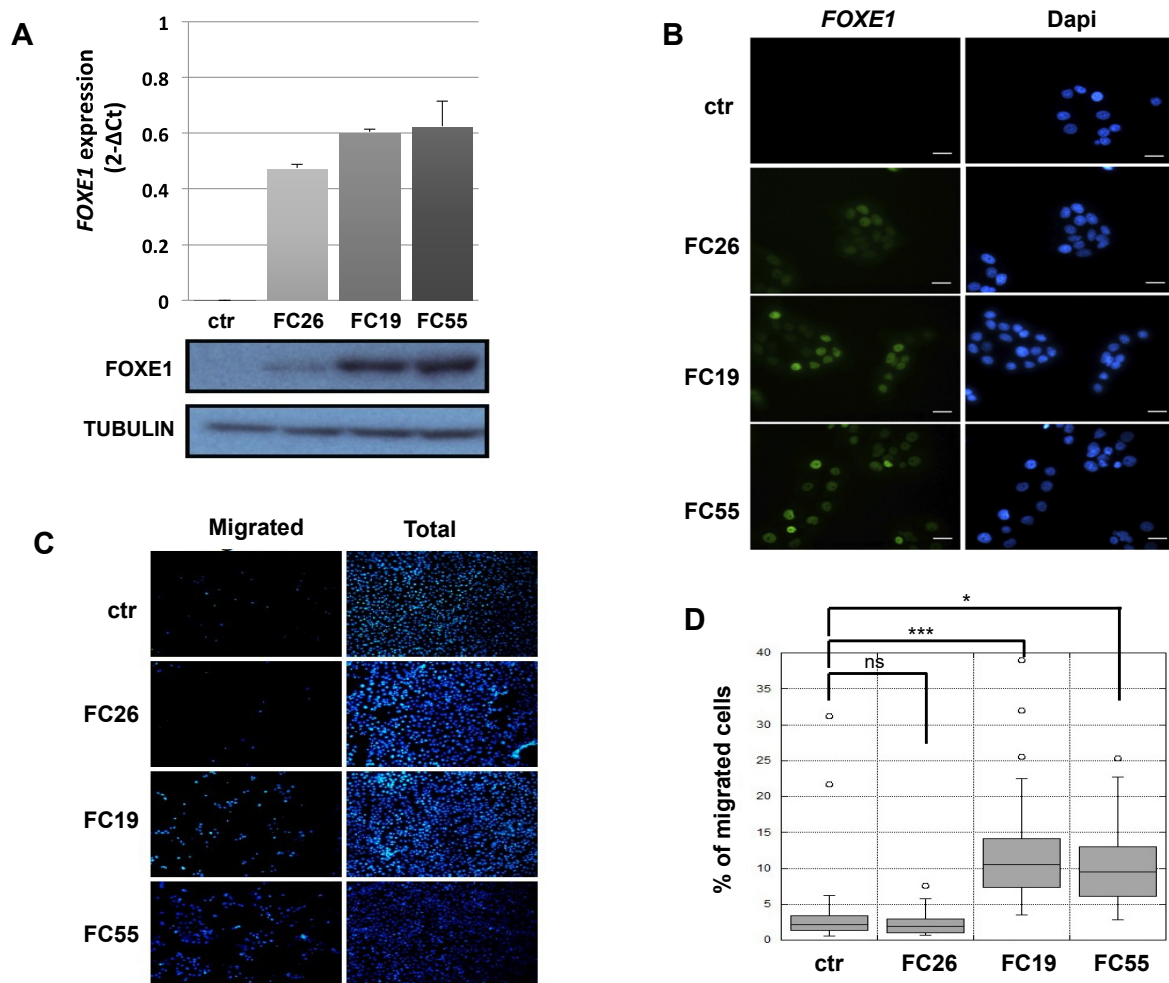 A
FOXE1 expression
(2-ΔCt)
1
0.8
0.6
0.4
0.2
0
ctr FC26 FC19 FC55
FOXE1
TUBULIN
B
FOXE1 Dapi
ctr
FC26
FC19
FC55
C
Migrated Total
ctr
FC26
FC19
FC55
D
*
***
ns
% of migrated cells
40
35
30
25
20
15
10
5
0
ctr FC26 FC19 FC55